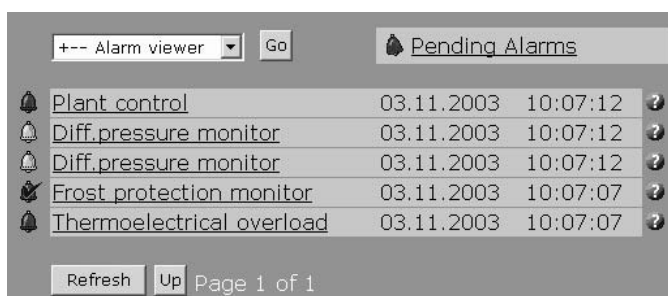 +-- Alarm viewer Go Pending Alarms
Plant control 03.11.2003 10:07:12 ?
Diff.pressure monitor 03.11.2003 10:07:12 ?
Diff.pressure monitor 03.11.2003 10:07:12 ?
Frost protection monitor 03.11.2003 10:07:07 ?
Thermoelectrical overload 03.11.2003 10:07:07 ?
Refresh Up Page 1 of 1